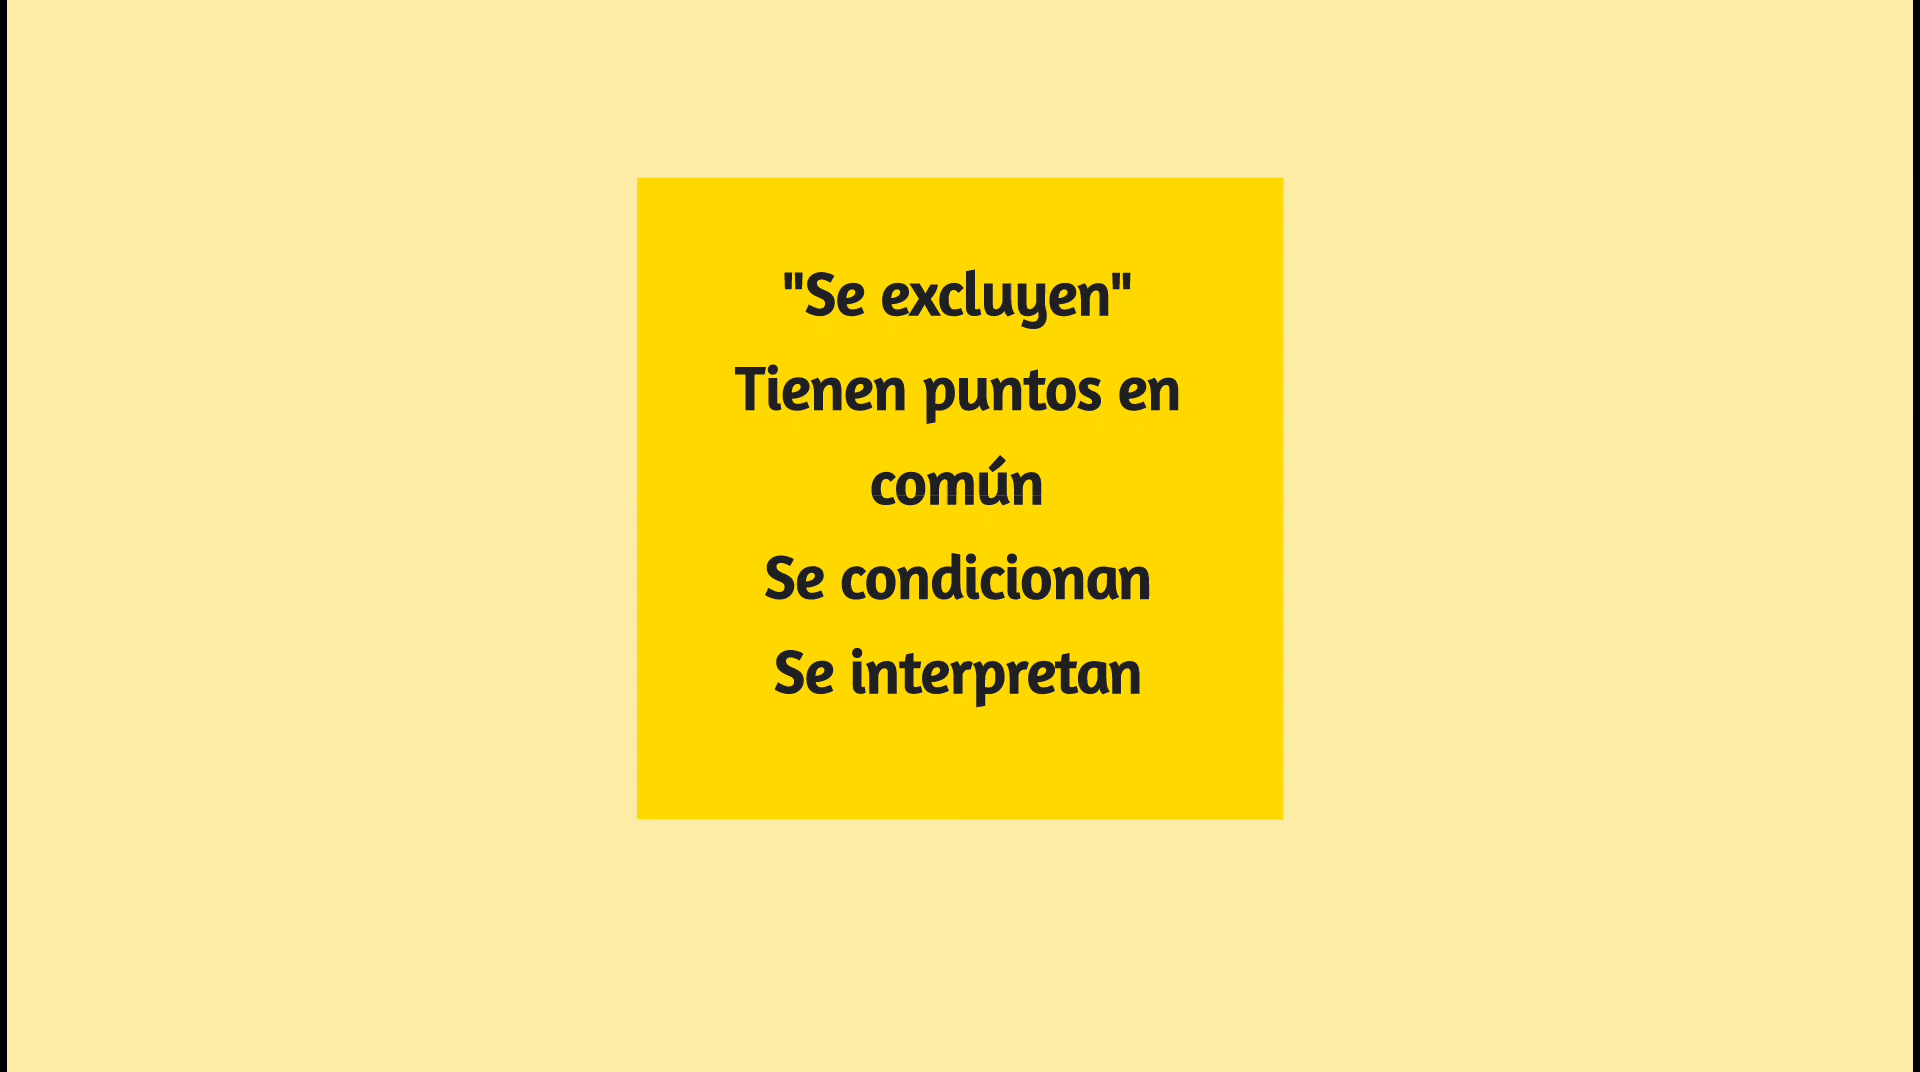 "Se excluyen"
Tienen puntos en
común
Se condicionan
Se interpretan